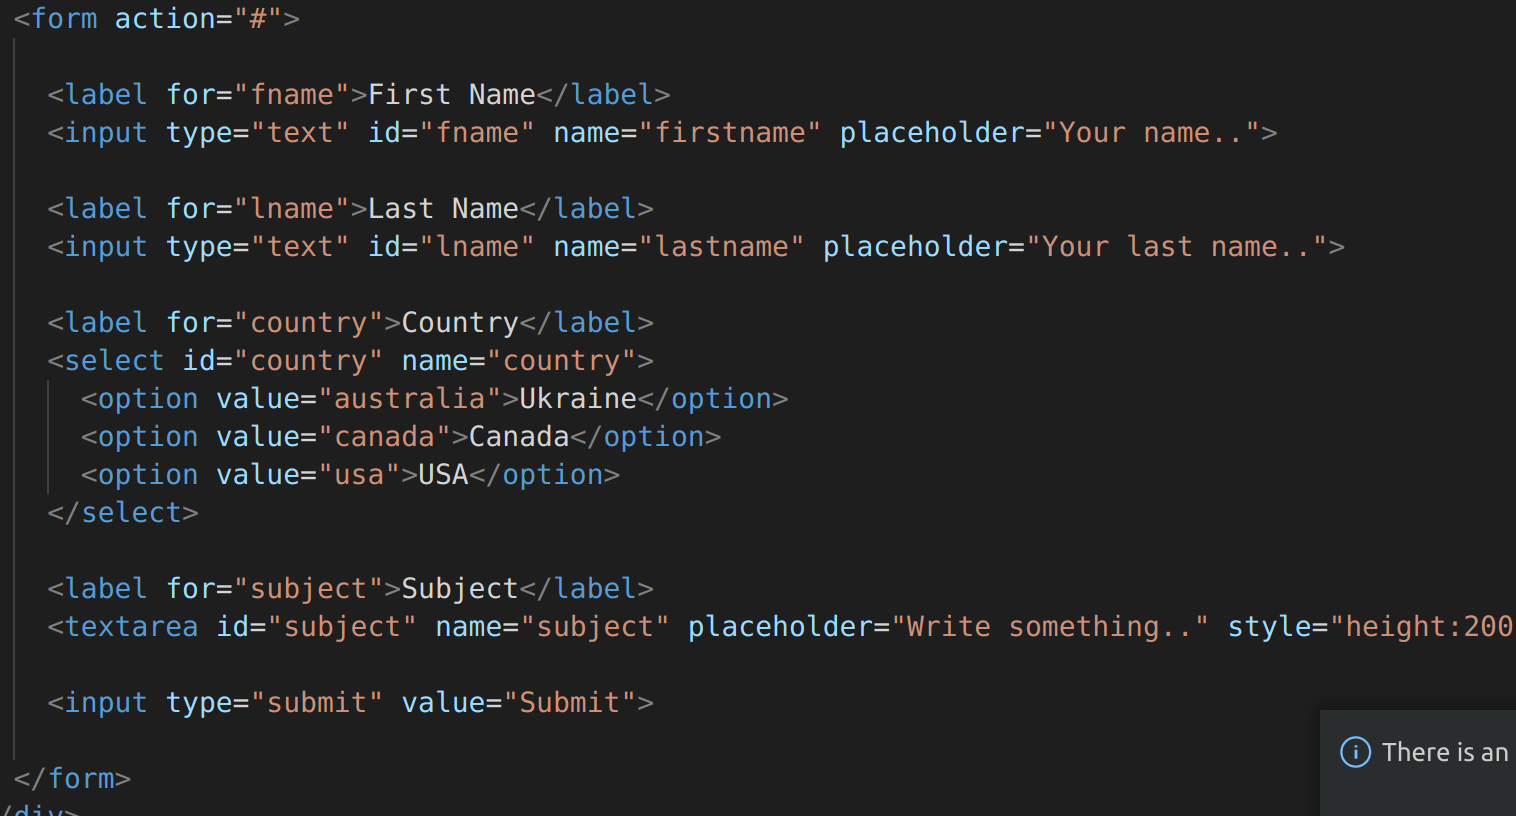 <form action="#">
<label for="fname">First Name</label>
<input type="text" id="fname" name="firstname" placeholder="Your name..">
<label for="lname">Last Name</label>
<input type="text" id="lname" name="lastname" placeholder="Your last name..">
<label for="country">Country</label>
<select id="country" name="country">
<option value="australia">Ukraine</option>
<option value="canada">Canada</option>
<option value="usa">USA</option>
</select>
<label for="subject">Subject</label>
<textarea id="subject" name="subject" placeholder="Write something.." style="height:200
<input type="submit" value="Submit">
There is an
</form>
/div>